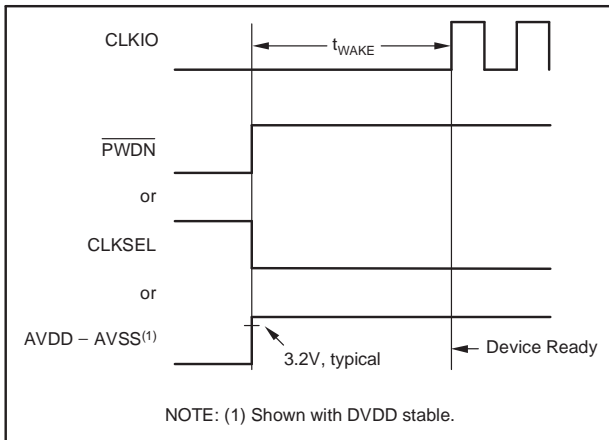 CLKIO
tWAKE
PWDN
or
CLKSEL
or
AVDD − AVSS(1)
3.2V, typical
Device Ready
NOTE: (1) Shown with DVDD stable.